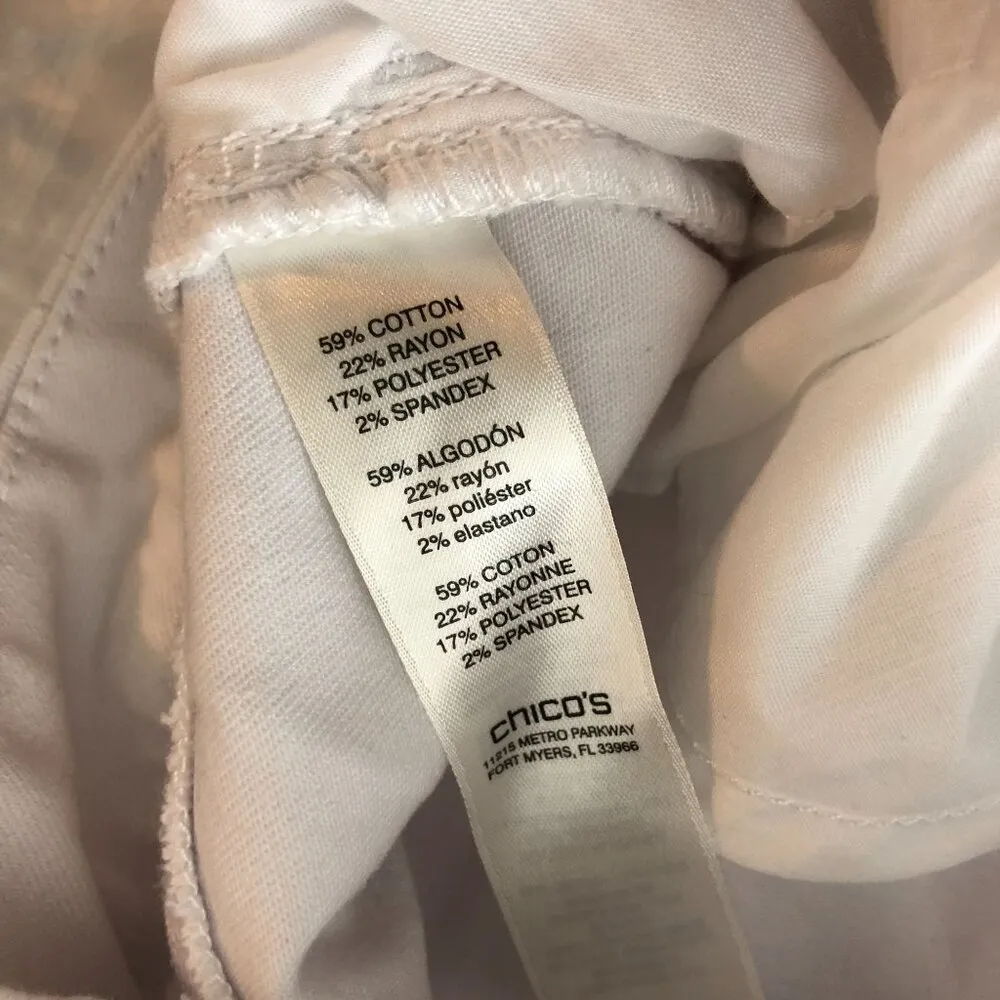 59% COTTON
22% RAYON
17% POLYESTER
2% SPANDEX
59% ALGODÓN
22% rayón
17% poliéster
2% elastano
59% COTON
22% RAYONNE
17% POLYESTER
2% SPANDEX
chico's
11215 METRO PARKWAY
FORT MYERS, FL 33966